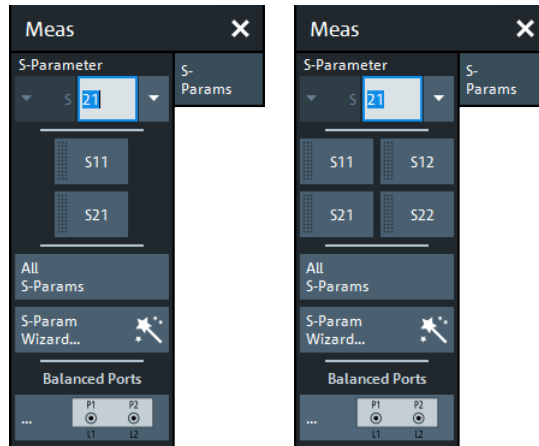 Meas
S-Parameter
S 21
S-
Params
S11
S21
All
S-Params
S-Param
Wizard...
Balanced Ports
... P1 P2
L1 L2
Meas
S-Parameter
S 21
S-
Params
S11 S12
S21 S22
All
S-Params
S-Param
Wizard...
Balanced Ports
... P1 P2
L1 L2